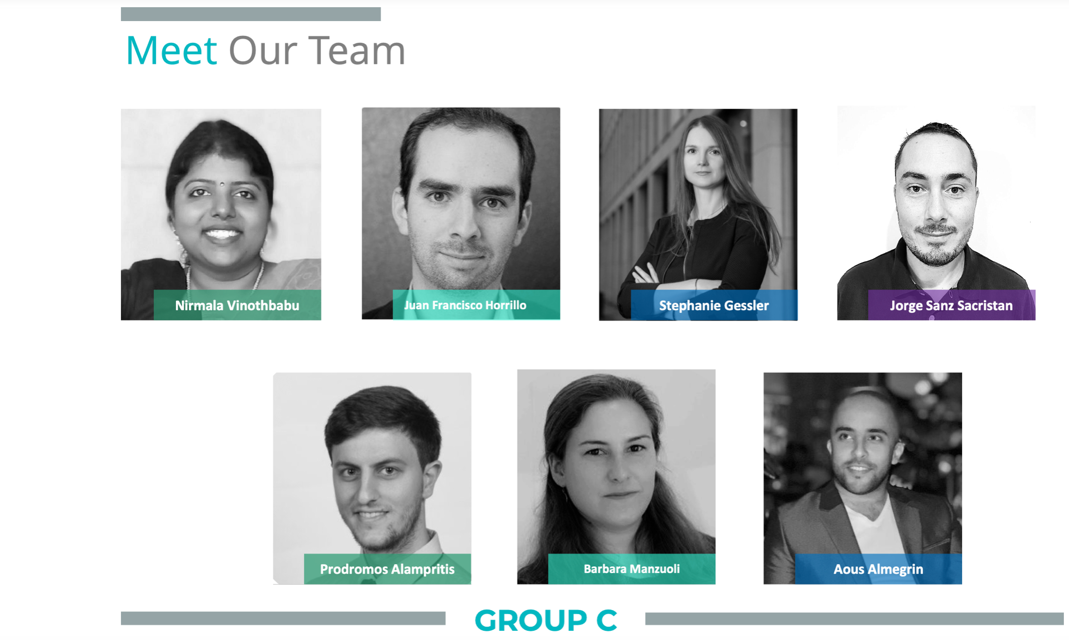 Meet Our Team
Nirmala Vinothbabu
Juan Francisco Horrillo
Stephanie Gessler
Jorge Sanz Sacristan
Prodromos Alampritis
Barbara Manzuoli
Aous Almegrin
GROUP C